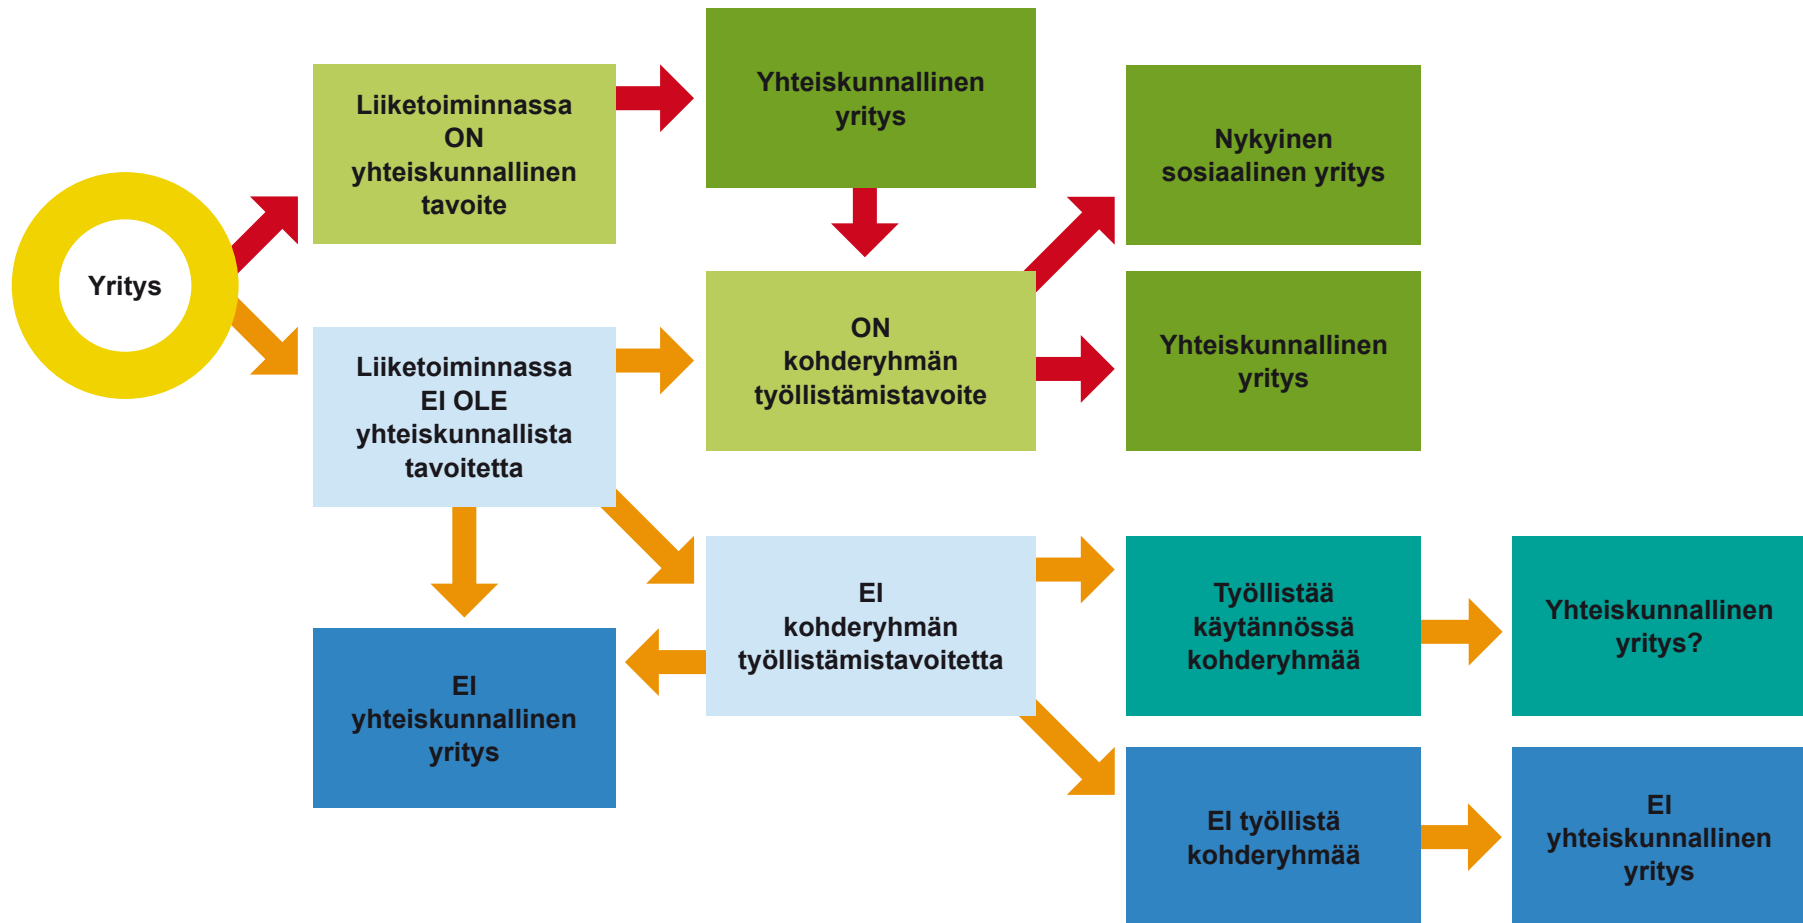 Yritys
Liiketoiminnassa
ON
yhteiskunnallinen
tavoite
Yhteiskunnallinen
yritys
Nykyinen
sosiaalinen yritys
Liiketoiminnassa
EI OLE
yhteiskunnallista
tavoitetta
ON
kohderyhmän
työllistämistavoite
Yhteiskunnallinen
yritys
EI
yhteiskunnallinen
yritys
EI
kohderyhmän
työllistämistavoitetta
Työllistää
käytännössä
kohderyhmää
Yhteiskunnallinen
yritys?
EI työllistä
kohderyhmää
EI
yhteiskunnallinen
yritys